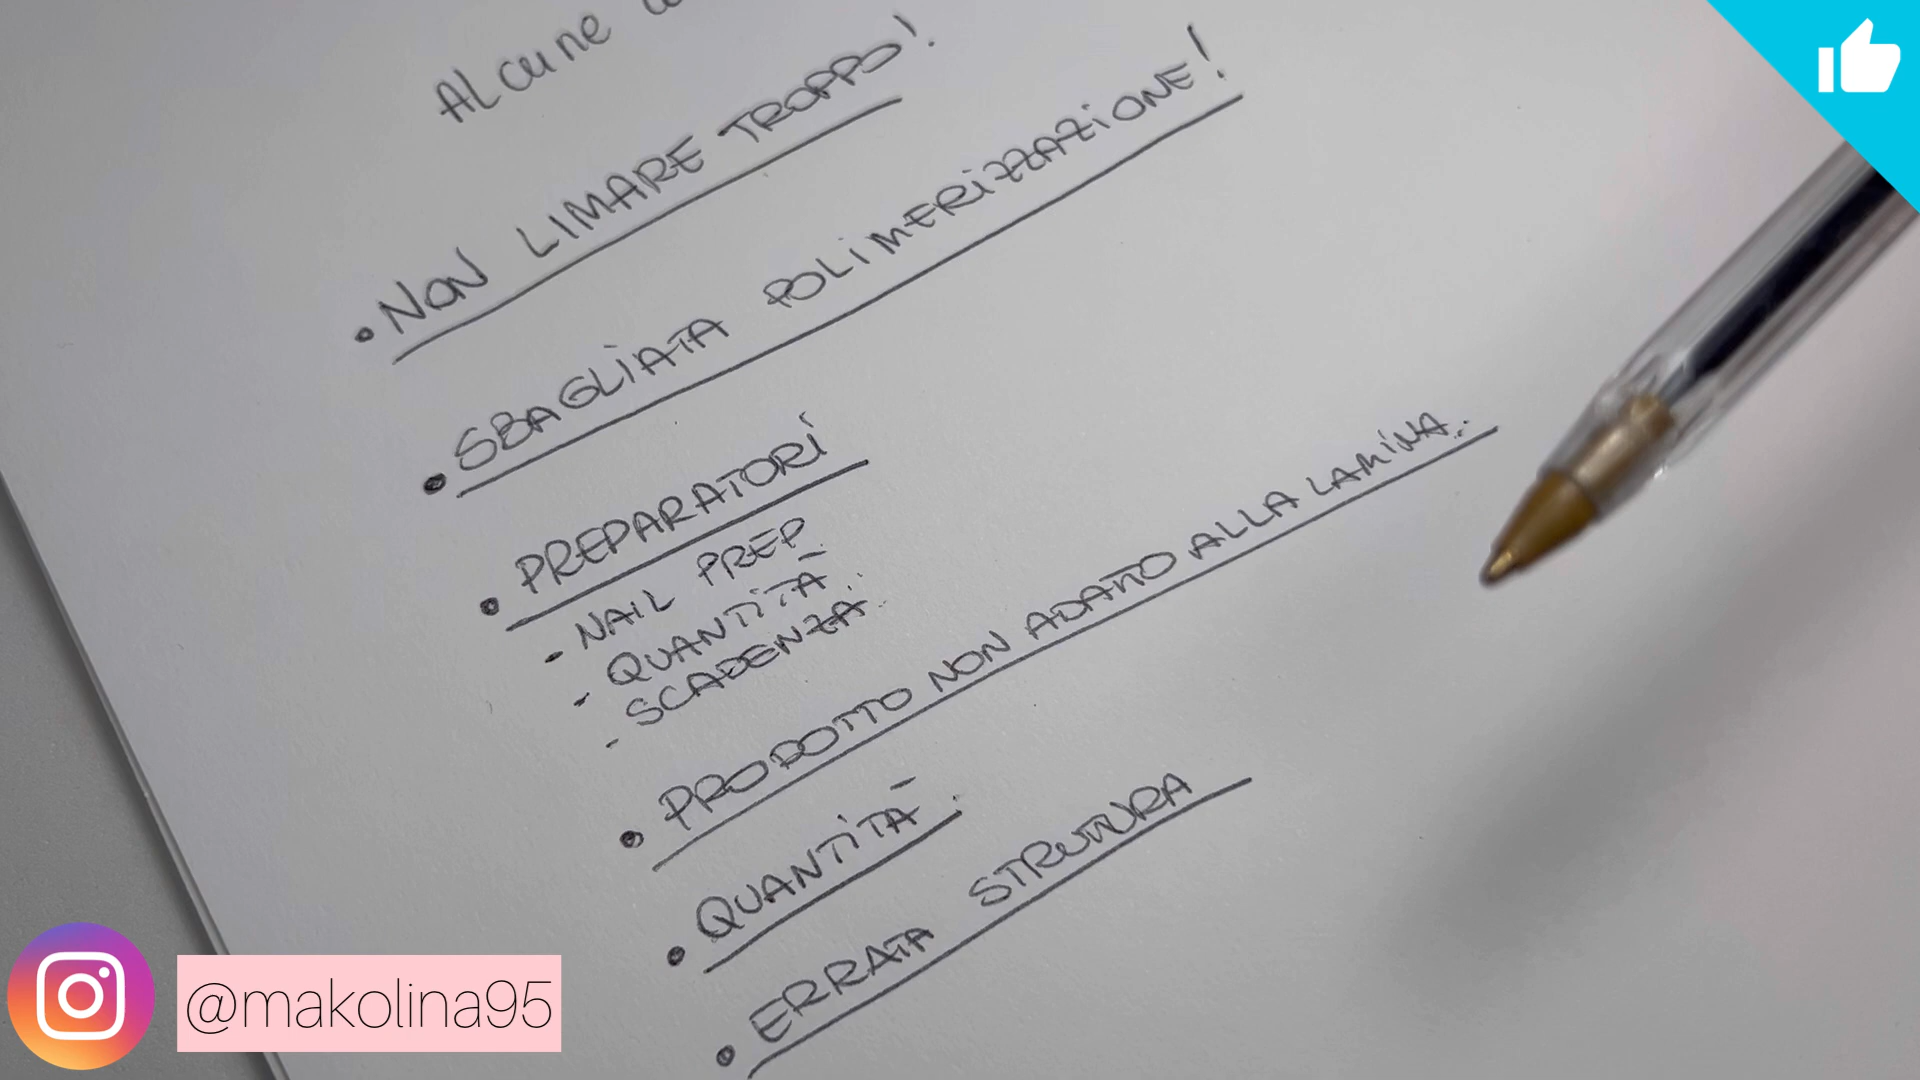 ALCUNE
• NON LIMARE TROPPO!
• SBAGLIATA POLIMERIZZAZIONE!
• PREPARATORI
- NAIL PREP
- QUANTITÀ
- SCADENZA
• PRODOTTO NON ADATTO ALLA LAMINA..
• QUANTITÀ.
• ERRATA STRUTTURA
@makolina95